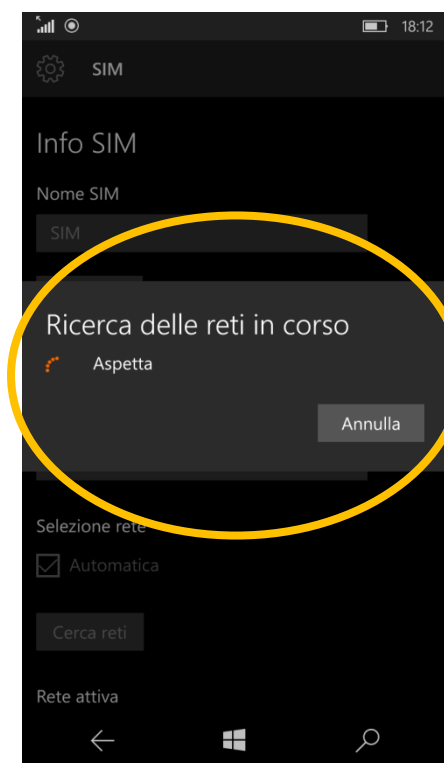 18:12
SIM
Info SIM
Nome SIM
SIM
Ricerca delle reti in corso
Aspetta
Annulla
Selezione rete
Automatica
Cerca reti
Rete attiva